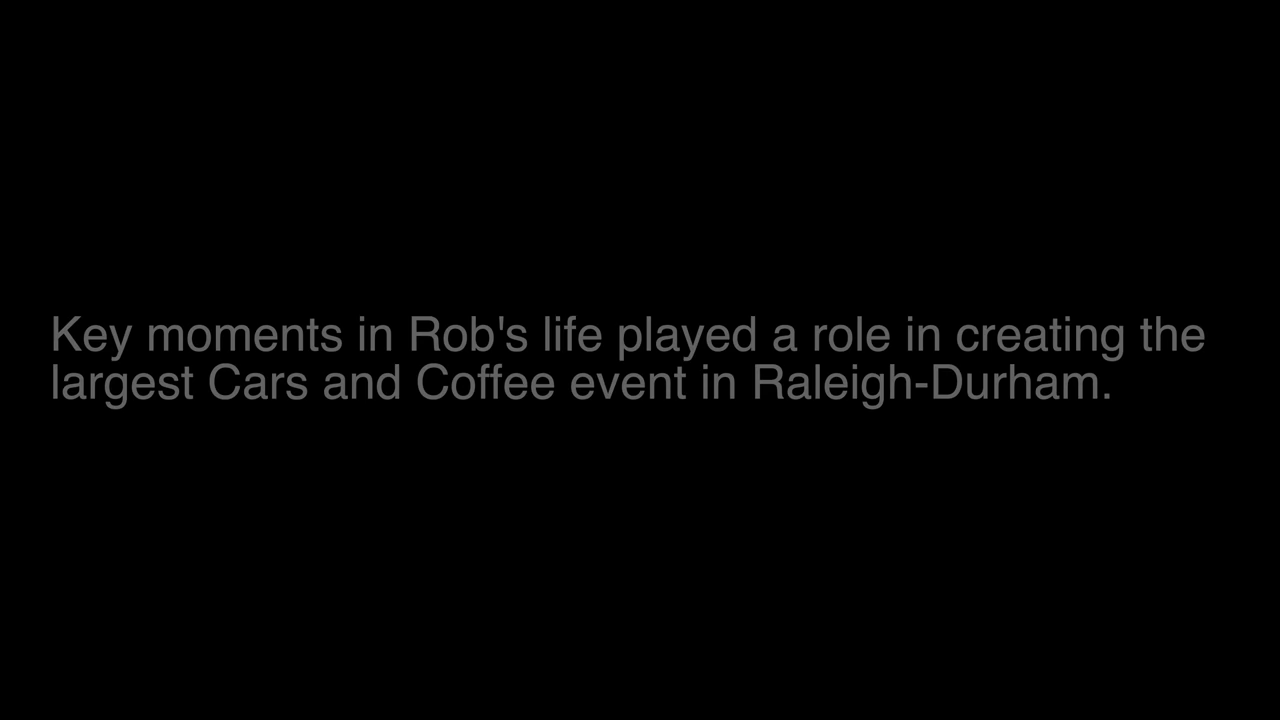 Key moments in Rob's life played a role in creating the
largest Cars and Coffee event in Raleigh-Durham.